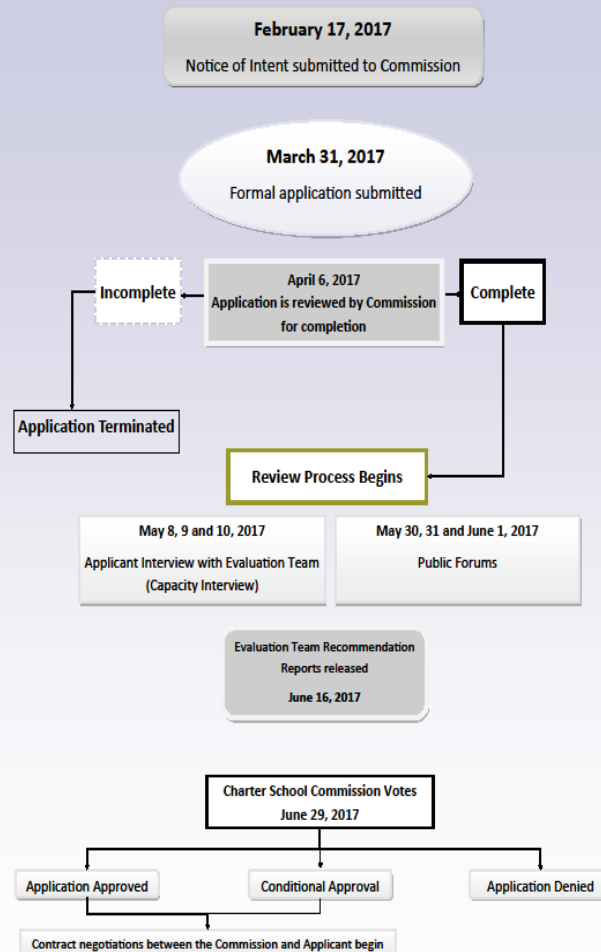 February 17, 2017
Notice of Intent submitted to Commission
March 31, 2017
Formal application submitted
Incomplete
April 6, 2017
Application is reviewed by Commission
for completion
Complete
Application Terminated
Review Process Begins
May 8, 9 and 10, 2017
Applicant Interview with Evaluation Team
(Capacity Interview)
May 30, 31 and June 1, 2017
Public Forums
Evaluation Team Recommendation
Reports released
June 16, 2017
Charter School Commission Votes
June 29, 2017
Application Approved
Conditional Approval
Application Denied
Contract negotiations between the Commission and Applicant begin